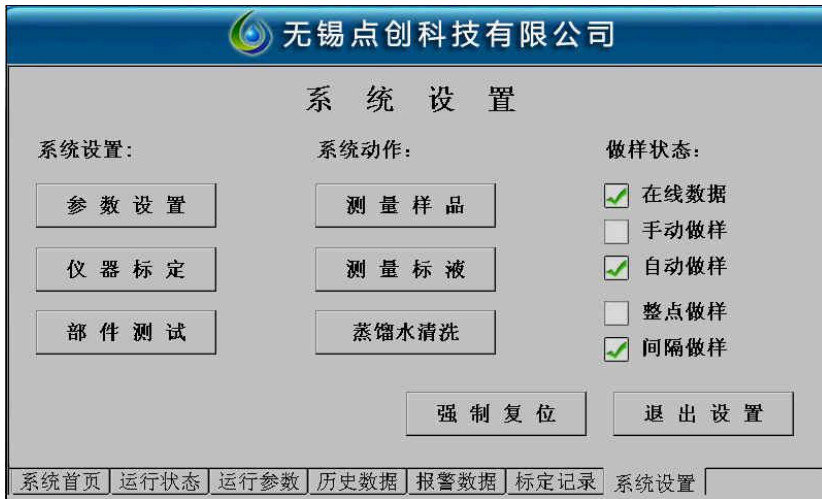 无锡点创科技有限公司
系统设置
系统设置:
系统动作:
做样状态:
参数设置
测量样品
在线数据
手动做样
仪器标定
测量标液
自动做样
部件测试
蒸馏水清洗
整点做样
间隔做样
强制复位
退出设置
系统首页 运行状态 运行参数 历史数据 报警数据 标定记录 系统设置